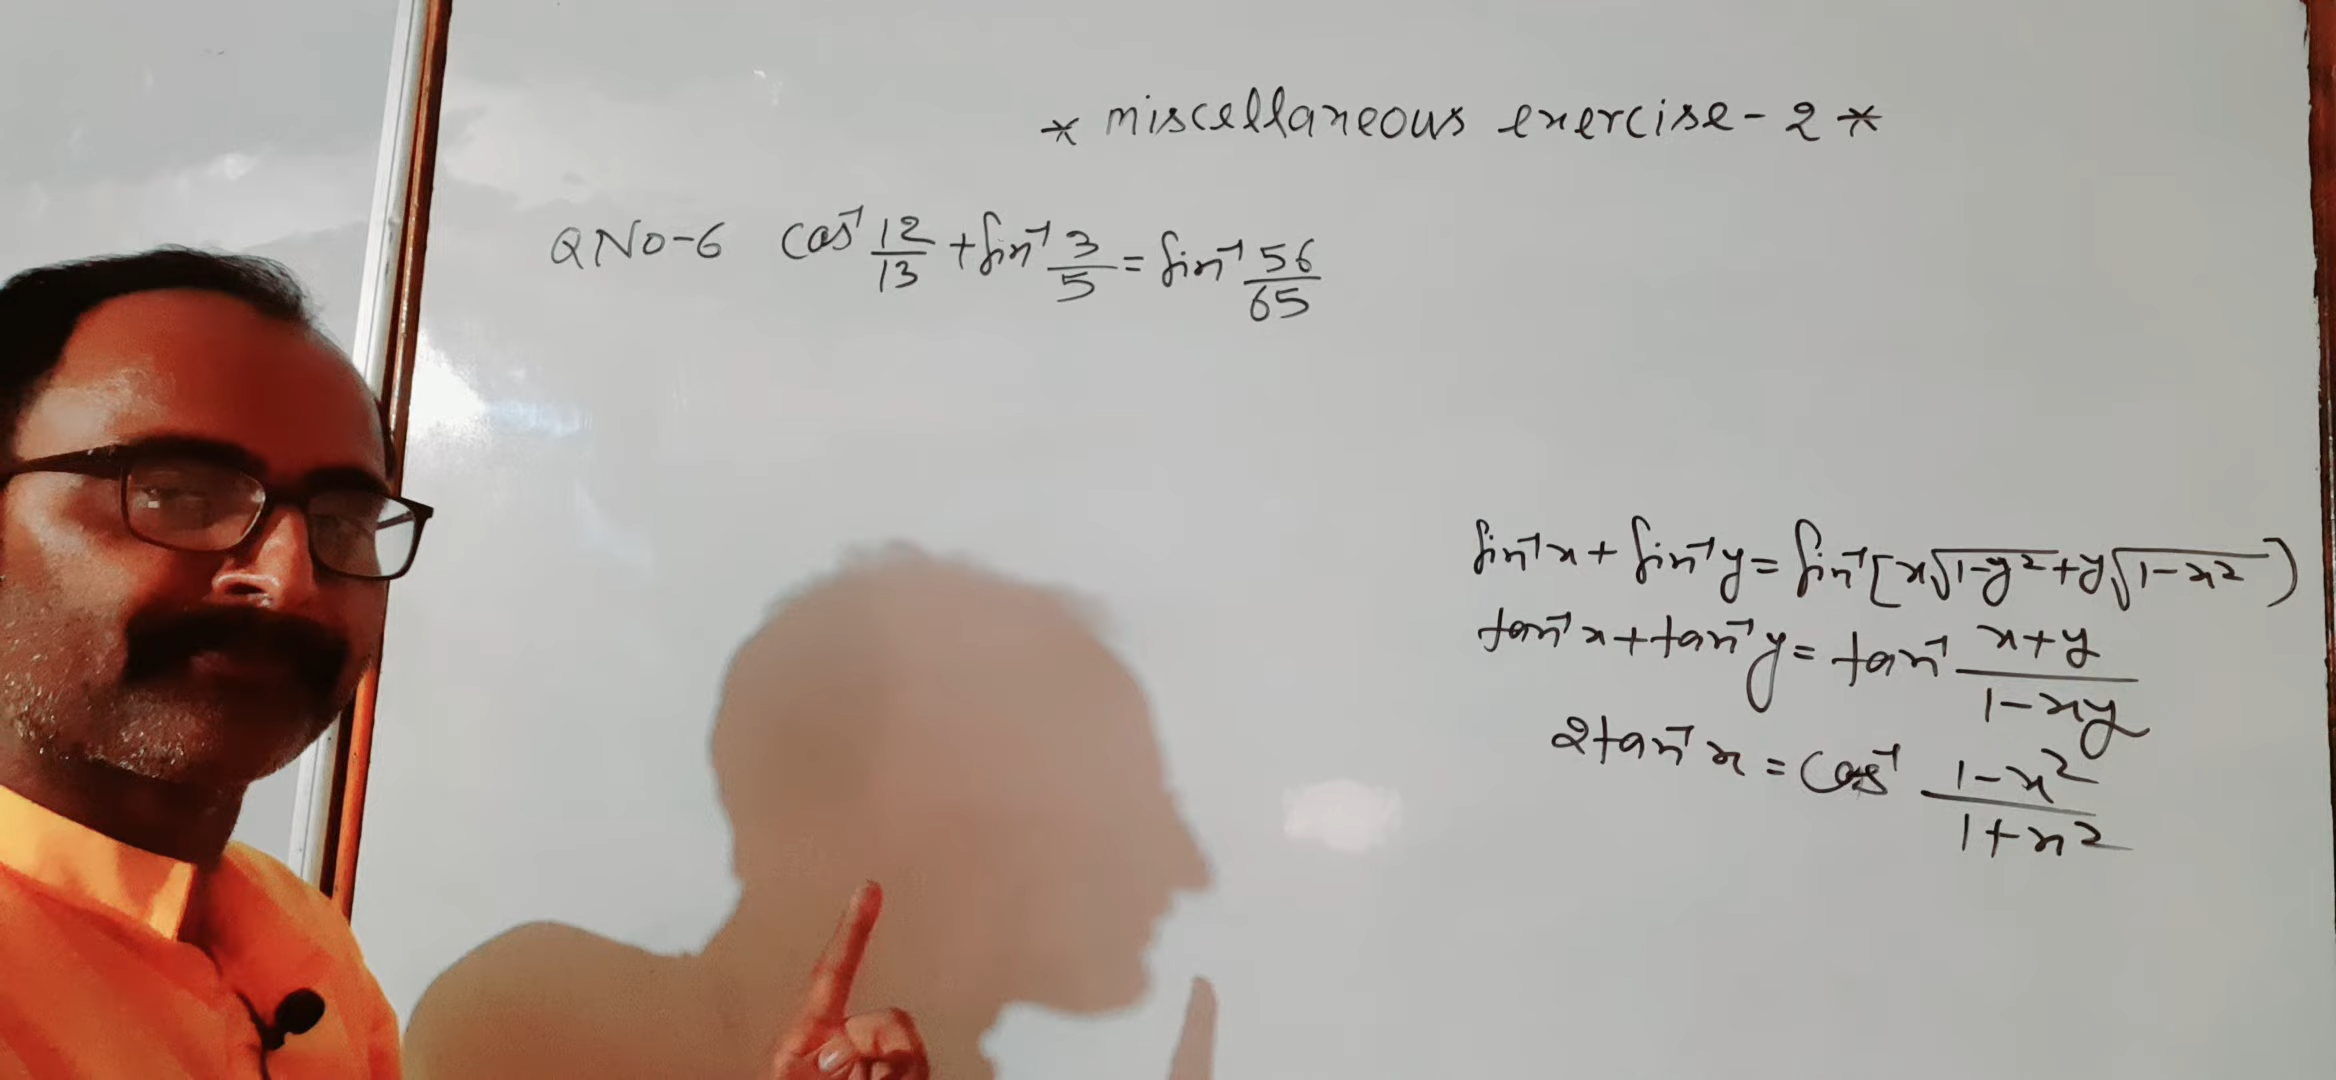 * miscellaneous exercise - 2 *
QNO-6 cos⁻¹ 12/13 + sin⁻¹ 3/5 = sin⁻¹ 56/65
sin⁻¹x + sin⁻¹y = sin⁻¹[x√1-y² + y√1-x²)
tan⁻¹x + tan⁻¹y = tan⁻¹ x+y/1-xy
2tan⁻¹x = cos⁻¹ 1-x²/1+x²